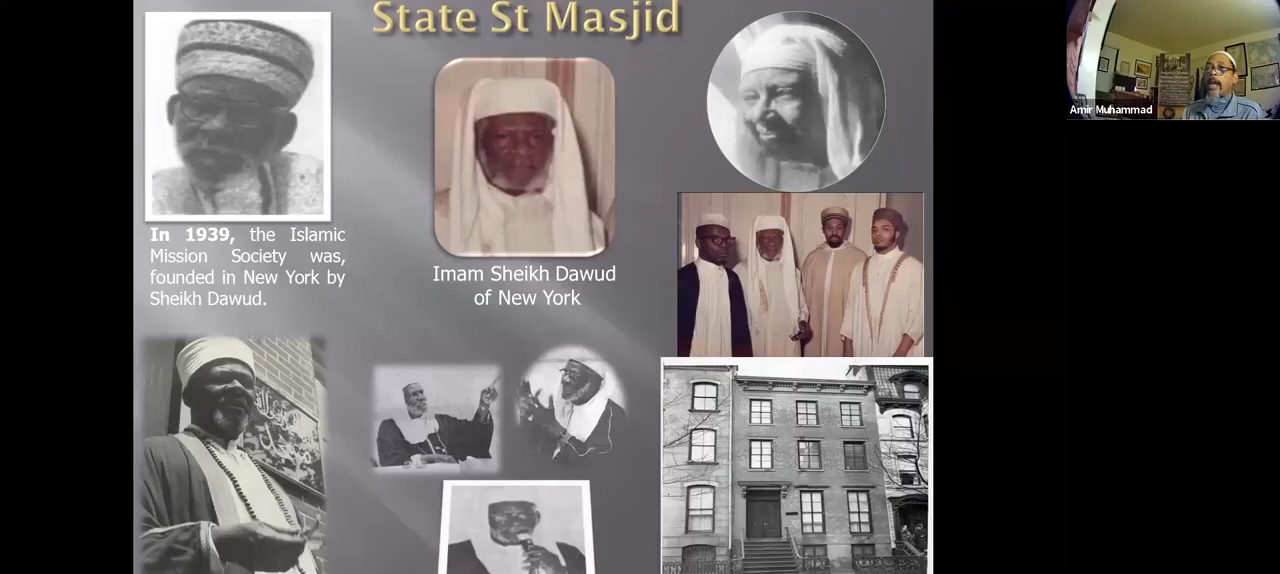 State St Masjid
In 1939, the Islamic
Mission Society was,
founded in New York by
Sheikh Dawud.
Imam Sheikh Dawud
of New York
Amir Muhammad